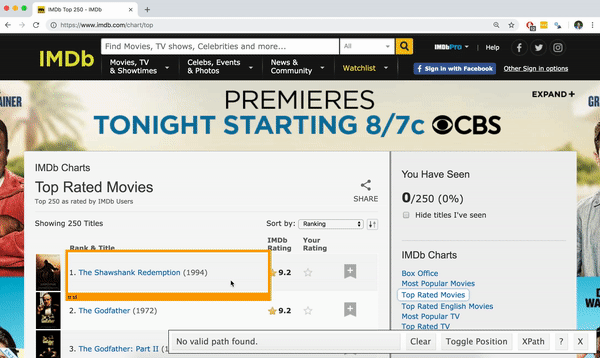 IMDb Top 250 - IMDb
https://www.imdb.com/chart/top
IMDb
Find Movies, TV shows, Celebrities and more...
All
IMDbPro
Help
Movies, TV
& Showtimes
Celebs, Events
& Photos
News &
Community
Watchlist
Sign in with Facebook
Other Sign in options
AINER
PREMIERES
TONIGHT STARTING 8/7c CBS
EXPAND +
IMDb Charts
Top Rated Movies
Top 250 as rated by IMDb Users
SHARE
Showing 250 Titles
Sort by: Ranking
Rank & Title
IMDb
Rating
Your
Rating
1. The Shawshank Redemption (1994)
9.2
2. The Godfather (1972)
9.2
3. The Godfather: Part II (1
You Have Seen
0/250 (0%)
Hide titles I've seen
IMDb Charts
Box Office
Most Popular Movies
Top Rated Movies
Top Rated English Movies
Most Popular TV
Top Rated TV
No valid path found.
Clear
Toggle Position
XPath
?
X